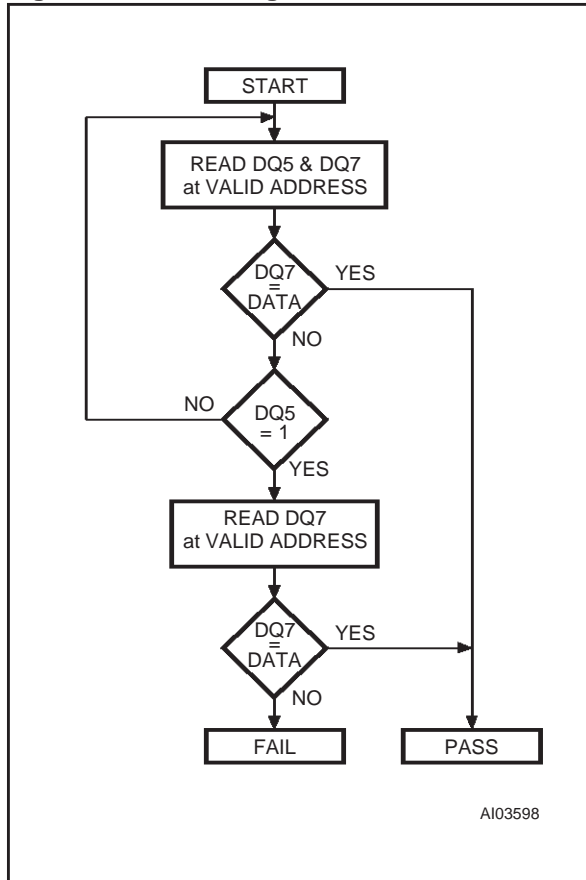 START
READ DQ5 & DQ7
at VALID ADDRESS
DQ7
=
DATA
YES
NO
NO
DQ5
= 1
YES
READ DQ7
at VALID ADDRESS
DQ7
=
DATA
YES
NO
FAIL
PASS
AI03598